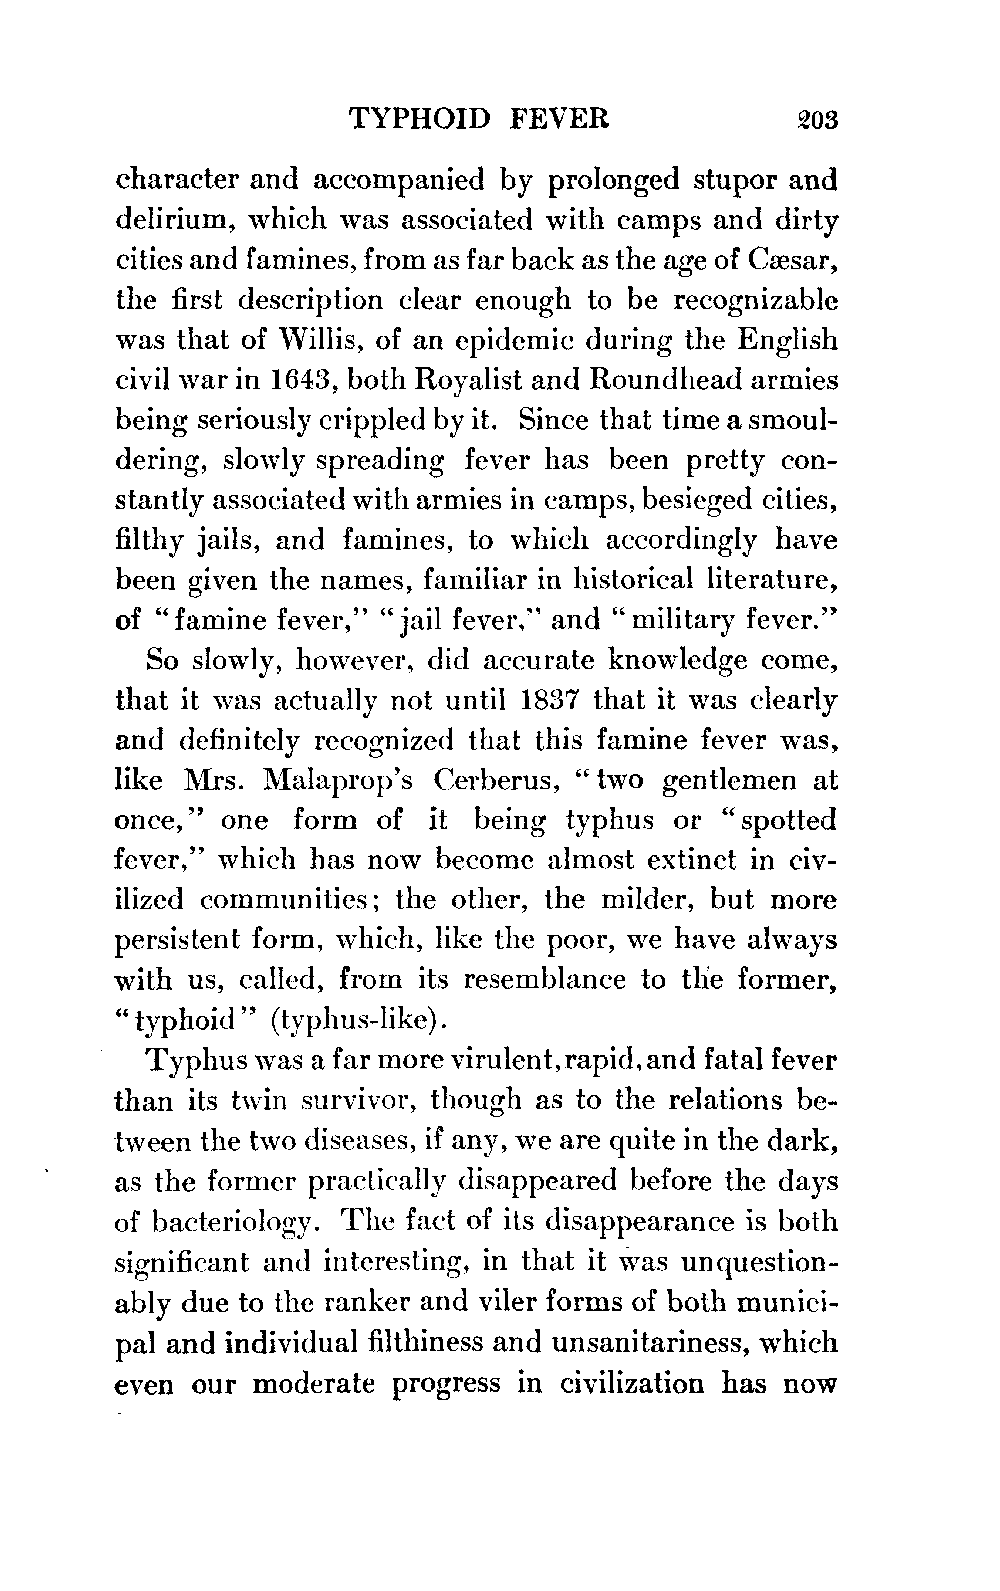 TYPHOID FEVER 203
character and accompanied by prolonged stupor and
delirium, which was associated with camps and dirty
cities and famines, from as far back as the age of Cæsar,
the first description clear enough to be recognizable
was that of Willis, of an epidemic during the English
civil war in 1643, both Royalist and Roundhead armies
being seriously crippled by it. Since that time a smoul-
dering, slowly spreading fever has been pretty con-
stantly associated with armies in camps, besieged cities,
filthy jails, and famines, to which accordingly have
been given the names, familiar in historical literature,
of "famine fever," "jail fever," and "military fever."
So slowly, however, did accurate knowledge come,
that it was actually not until 1837 that it was clearly
and definitely recognized that this famine fever was,
like Mrs. Malaprop's Cerberus, "two gentlemen at
once," one form of it being typhus or "spotted
fever," which has now become almost extinct in civ-
ilized communities; the other, the milder, but more
persistent form, which, like the poor, we have always
with us, called, from its resemblance to the former,
"typhoid" (typhus-like).
Typhus was a far more virulent, rapid, and fatal fever
than its twin survivor, though as to the relations be-
tween the two diseases, if any, we are quite in the dark,
as the former practically disappeared before the days
of bacteriology. The fact of its disappearance is both
significant and interesting, in that it was unquestion-
ably due to the ranker and viler forms of both munici-
pal and individual filthiness and unsanitariness, which
even our moderate progress in civilization has now